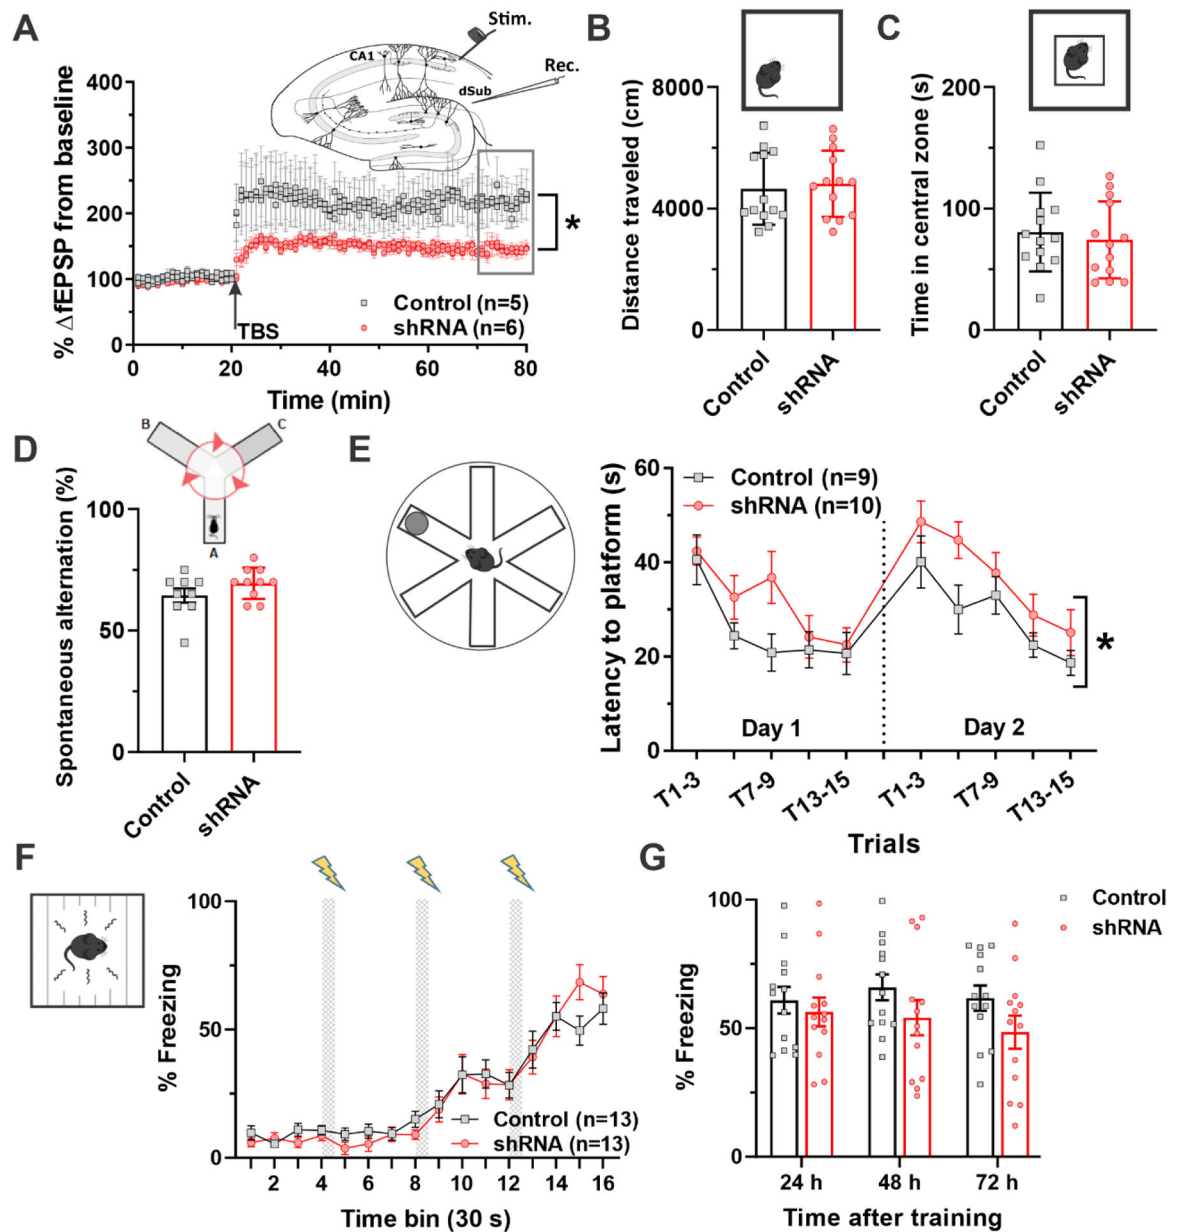 A
Stim.
CA1
Rec.
dSub
% ΔfEPSP from baseline
400
300
200
100
0
Control (n=5)
shRNA (n=6)
TBS
*
0
20
40
60
80
Time (min)
B
Distance traveled (cm)
8000
4000
0
Control
shRNA
C
Time in central zone (s)
200
100
0
Control
shRNA
D
B
C
A
Spontaneous alternation (%)
100
50
0
Control
shRNA
E
Latency to platform (s)
60
40
20
0
Control (n=9)
shRNA (n=10)
*
Day 1
Day 2
T1-3
T7-9
T13-15
T1-3
T7-9
T13-15
Trials
F
% Freezing
100
50
0
Control (n=13)
shRNA (n=13)
2
4
6
8
10
12
14
16
Time bin (30 s)
G
Control
shRNA
% Freezing
100
50
0
24 h
48 h
72 h
Time after training